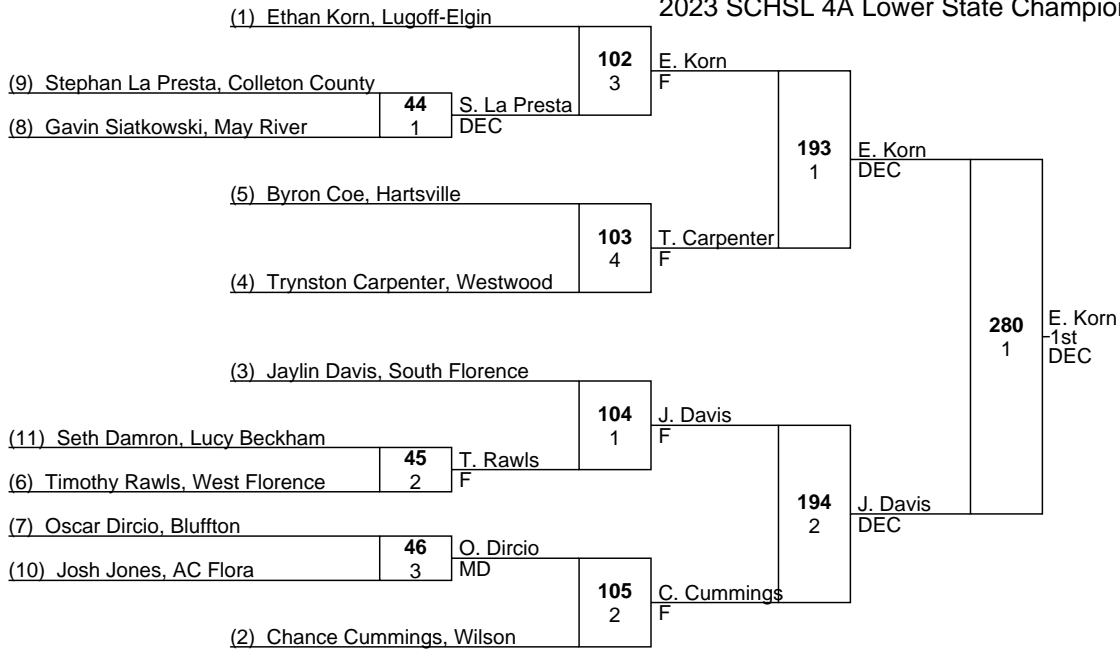 2023 SCHSL 4A Lower State Champion
(1) Ethan Korn, Lugoff-Elgin
102
3
E. Korn
F
(9) Stephan La Presta, Colleton County
44
1
S. La Presta
DEC
(8) Gavin Siatkowski, May River
193
1
E. Korn
DEC
(5) Byron Coe, Hartsville
103
4
T. Carpenter
F
(4) Trynston Carpenter, Westwood
280
1
E. Korn
1st
DEC
(3) Jaylin Davis, South Florence
104
1
J. Davis
F
(11) Seth Damron, Lucy Beckham
45
2
T. Rawls
F
(6) Timothy Rawls, West Florence
194
2
J. Davis
DEC
(7) Oscar Dircio, Bluffton
46
3
O. Dircio
MD
(10) Josh Jones, AC Flora
105
2
C. Cummings
F
(2) Chance Cummings, Wilson